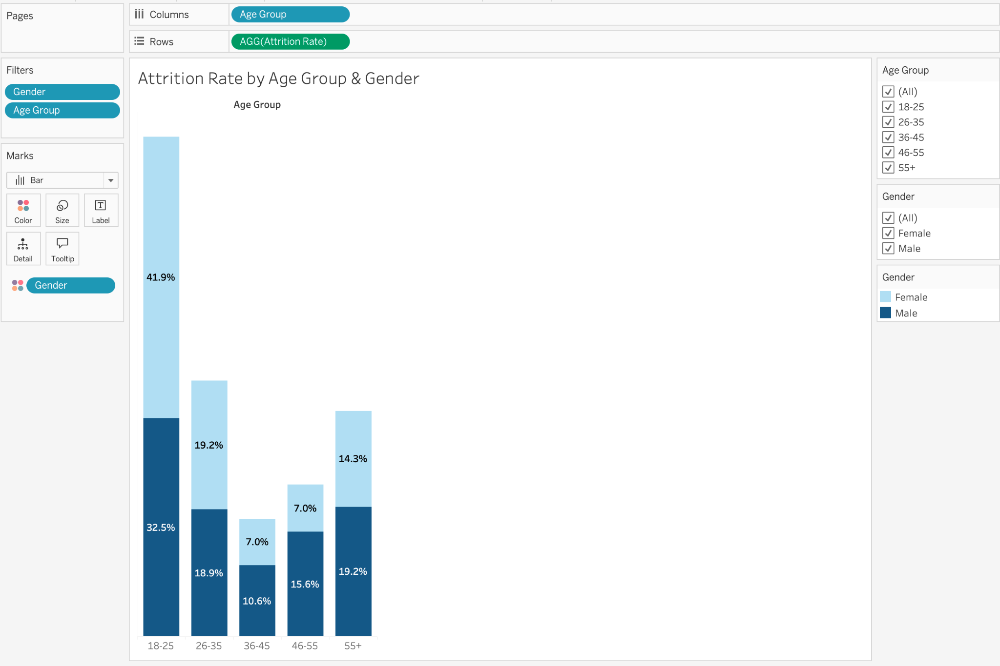 Pages
Columns
Age Group
Rows
AGG(Attrition Rate)
Filters
Gender
Age Group
Marks
Bar
Color
Size
Label
Detail
Tooltip
Gender
Attrition Rate by Age Group & Gender
Age Group
41.9%
32.5%
19.2%
18.9%
7.0%
10.6%
7.0%
15.6%
14.3%
19.2%
18-25
26-35
36-45
46-55
55+
Age Group
(All)
18-25
26-35
36-45
46-55
55+
Gender
(All)
Female
Male
Gender
Female
Male